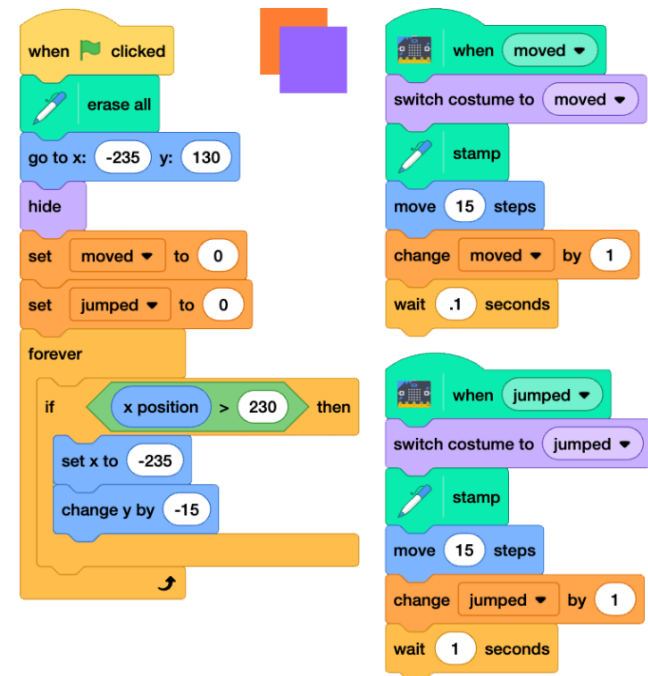 when clicked
erase all
go to x: -235 y: 130
hide
set moved to 0
set jumped to 0
forever
if x position > 230 then
set x to -235
change y by -15
when moved
switch costume to moved
stamp
move 15 steps
change moved by 1
wait .1 seconds
when jumped
switch costume to jumped
stamp
move 15 steps
change jumped by 1
wait 1 seconds